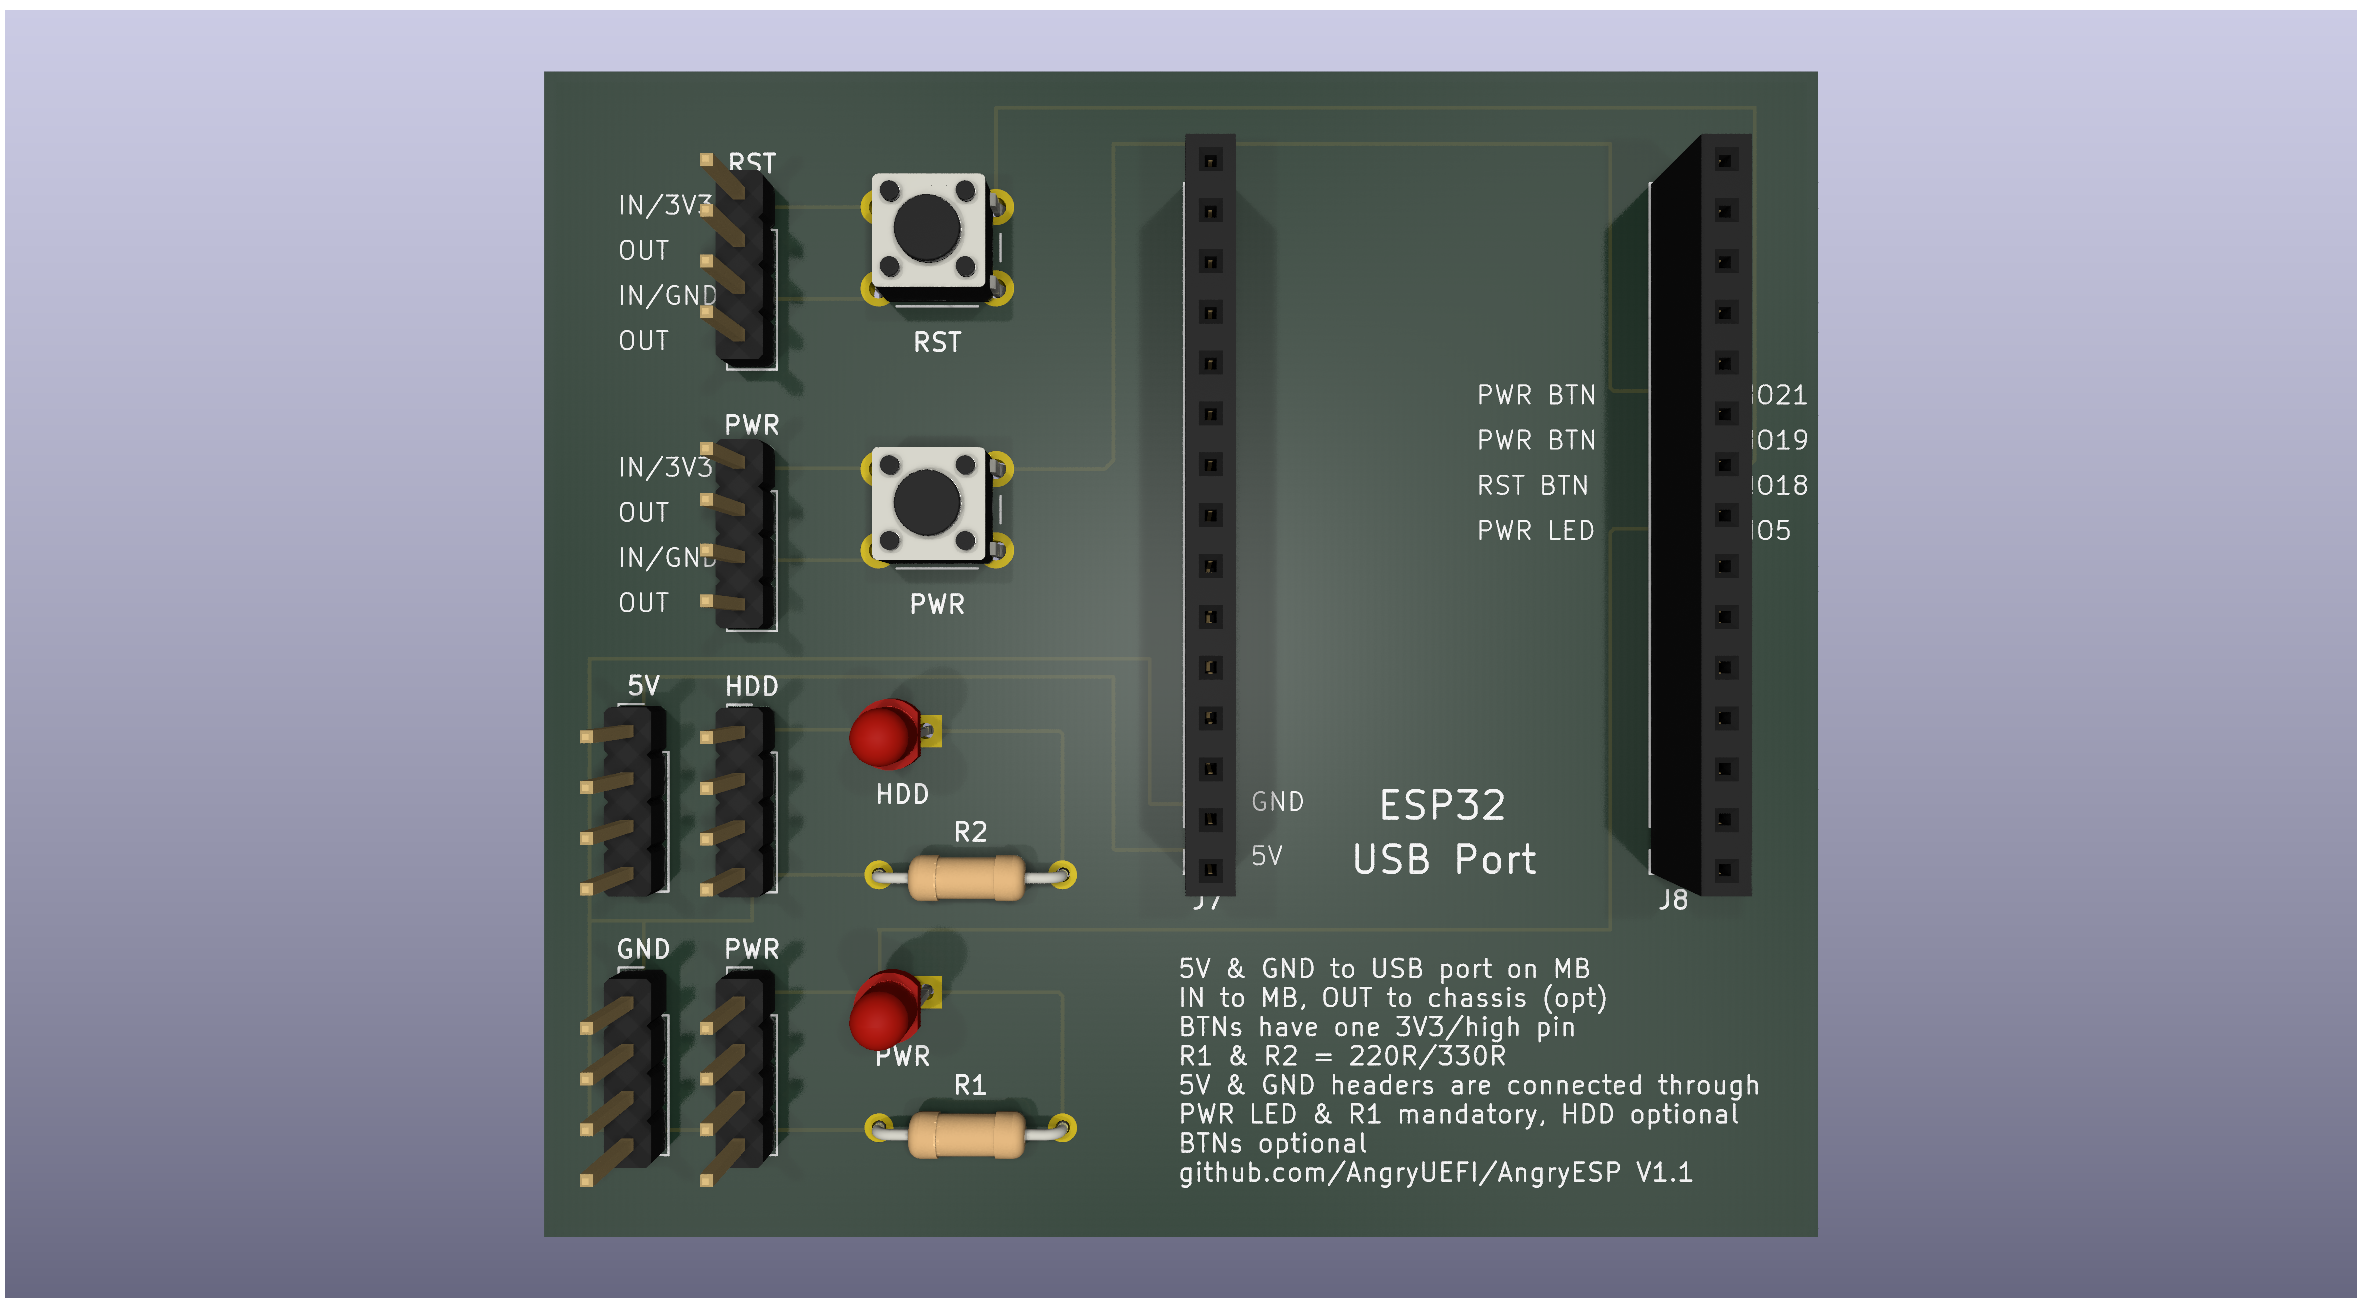 RST
IN/3V3
OUT
IN/GND
OUT
RST
PWR
IN/3V3
OUT
IN/GND
OUT
PWR
PWR BTN
PWR BTN
RST BTN
PWR LED
O21
O19
O18
O5
5V
HDD
HDD
R2
GND
5V
ESP32
USB Port
J7
J8
GND
PWR
PWR
R1
5V & GND to USB port on MB
IN to MB, OUT to chassis (opt)
BTNs have one 3V3/high pin
R1 & R2 = 220R/330R
5V & GND headers are connected through
PWR LED & R1 mandatory, HDD optional
BTNs optional
github.com/AngryUEFI/AngryESP V1.1